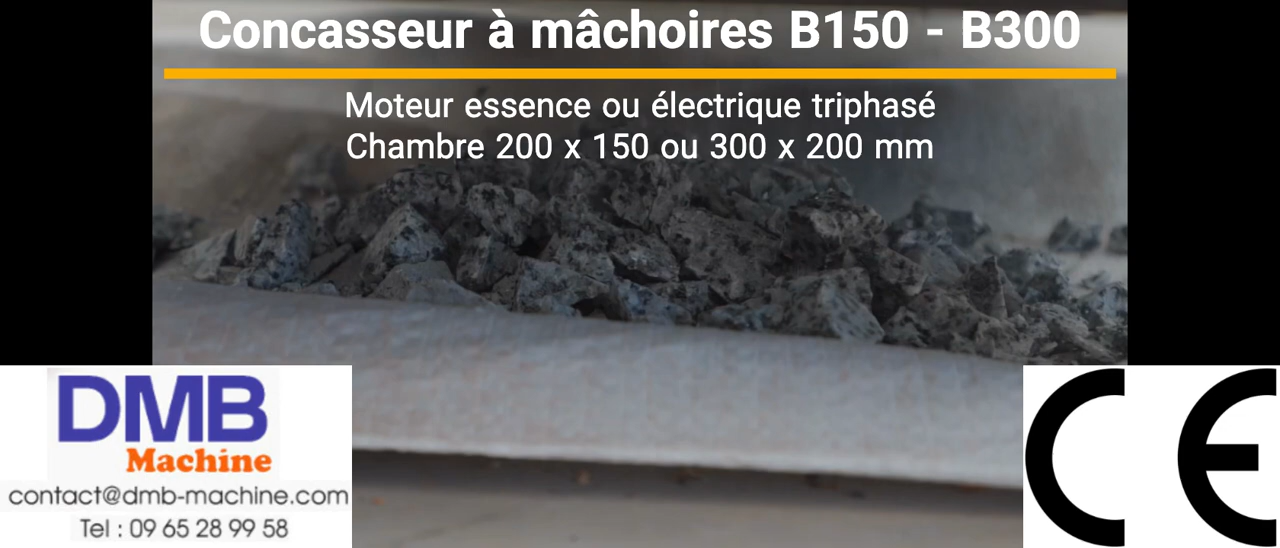 Concasseur à mâchoires B150 - B300
Moteur essence ou électrique triphasé
Chambre 200 x 150 ou 300 x 200 mm
DMB
Machine
contact@dmb-machine.com
Tel : 09 65 28 99 58
CE